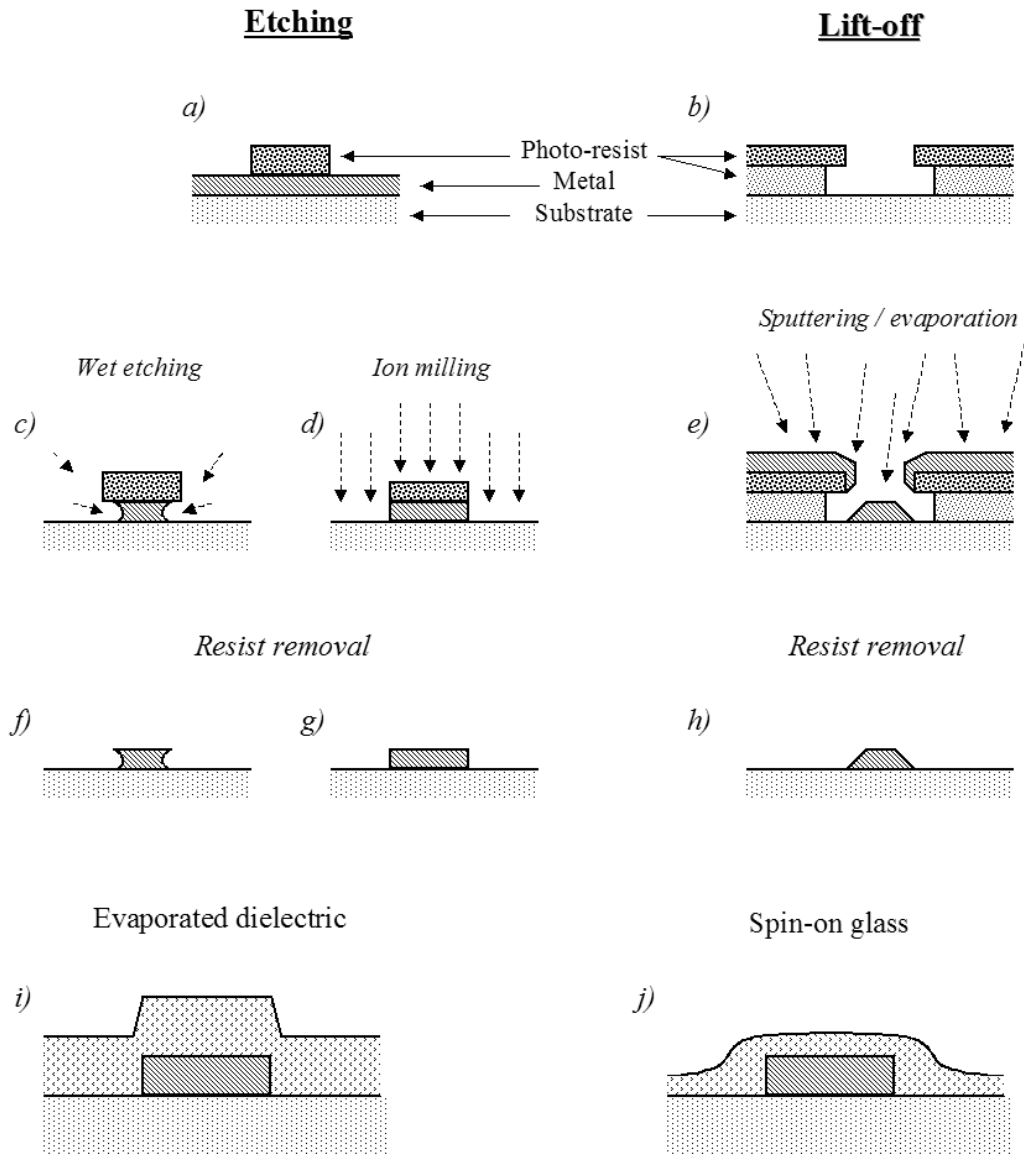 Etching
Lift-off
a)
b)
Photo-resist
Metal
Substrate
Sputtering / evaporation
Wet etching
Ion milling
c)
d)
e)
Resist removal
Resist removal
f)
g)
h)
Evaporated dielectric
Spin-on glass
i)
j)